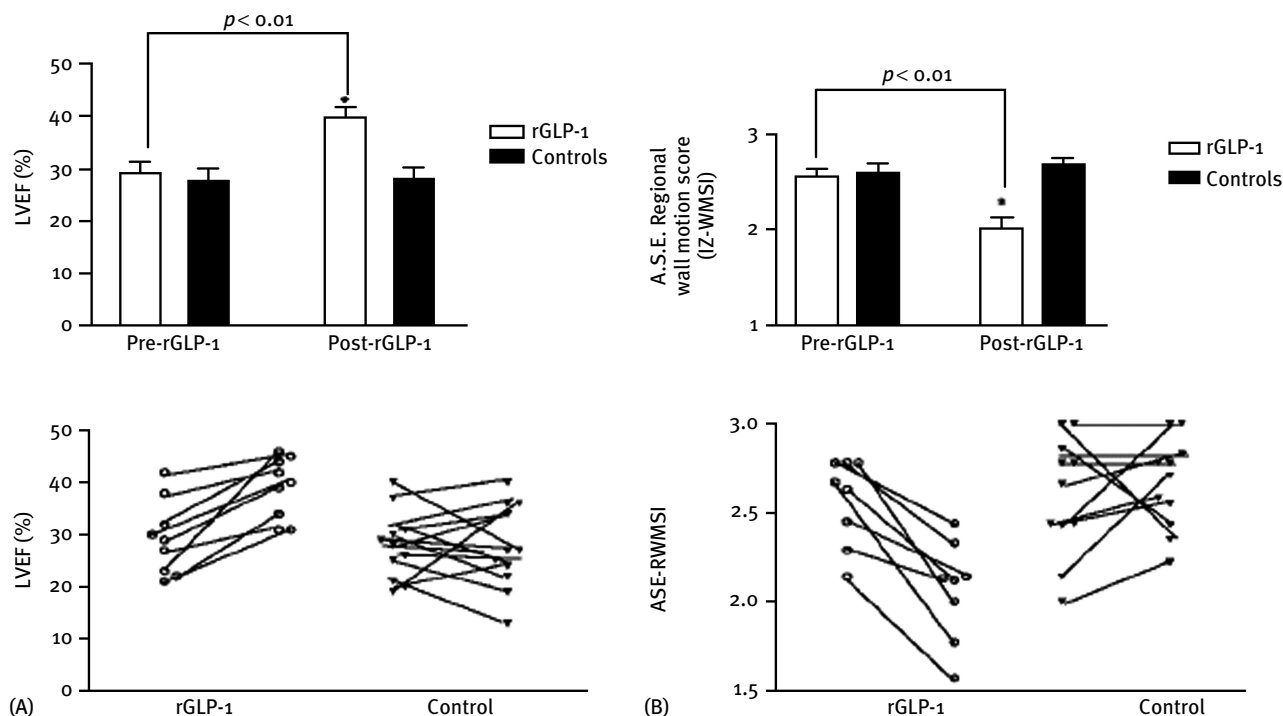 p < 0.01
50
40
30
20
10
0
LVEF (%)
*
rGLP-1
Controls
Pre-rGLP-1
Post-rGLP-1
p < 0.01
3
2
1
A.S.E. Regional
wall motion score
(IZ-WMSI)
*
rGLP-1
Controls
Pre-rGLP-1
Post-rGLP-1
50
40
30
20
10
0
LVEF (%)
(A)
rGLP-1
Control
3.0
2.5
2.0
1.5
ASE-RWMSI
(B)
rGLP-1
Control